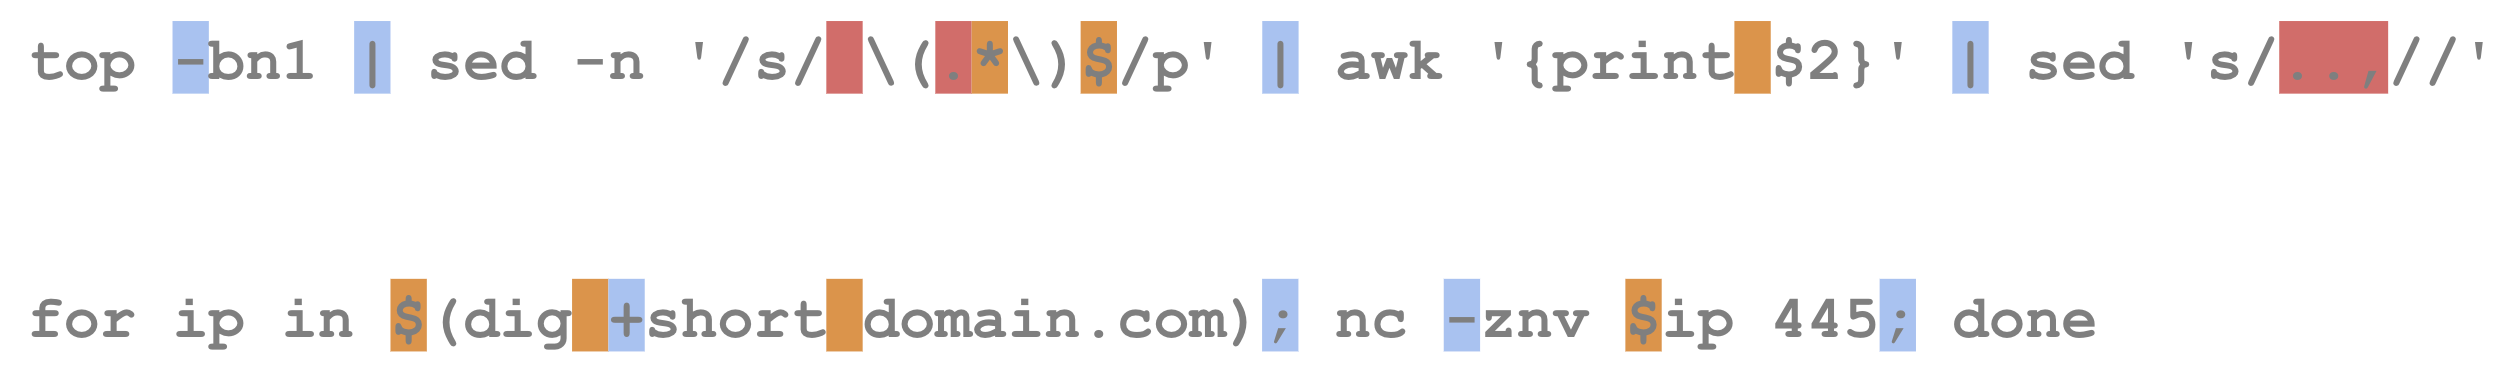 top -bn1 | sed -n '/s/ \(.*\)$/p' | awk '{print $2}' | sed 's/..,//'
for ip in $(dig +short domain.com); nc -znv $ip 445; done